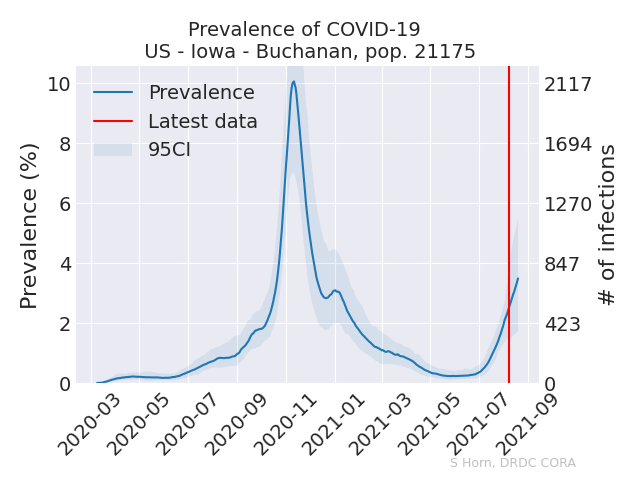 Prevalence of COVID-19
US - Iowa - Buchanan, pop. 21175
Prevalence
Latest data
95CI
Prevalence (%)
10
8
6
4
2
0
2117
1694
1270
847
423
0
# of infections
2020-03
2020-05
2020-07
2020-09
2020-11
2021-01
2021-03
2021-05
2021-07
2021-09
S Horn, DRDC CORA